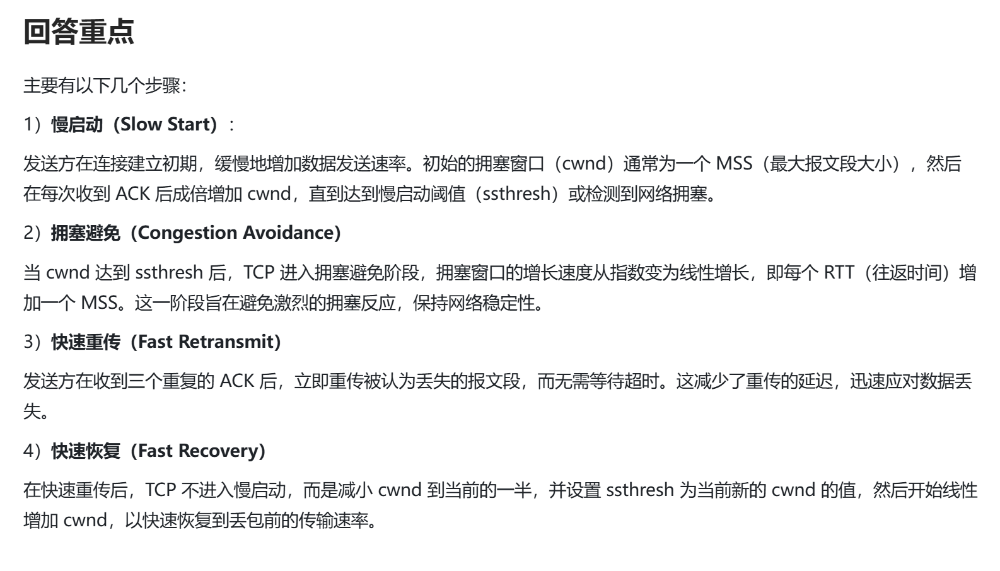 回答重点
主要有以下几个步骤：
1）慢启动（Slow Start）：
发送方在连接建立初期，缓慢地增加数据发送速率。初始的拥塞窗口（cwnd）通常为一个 MSS（最大报文段大小），然后
在每次收到 ACK 后成倍增加 cwnd，直到达到慢启动阈值（ssthresh）或检测到网络拥塞。
2）拥塞避免（Congestion Avoidance）
当 cwnd 达到 ssthresh 后，TCP 进入拥塞避免阶段，拥塞窗口的增长速度从指数变为线性增长，即每个 RTT（往返时间）增
加一个 MSS。这一阶段旨在避免激烈的拥塞反应，保持网络稳定性。
3）快速重传（Fast Retransmit）
发送方在收到三个重复的 ACK 后，立即重传被认为丢失的报文段，而无需等待超时。这减少了重传的延迟，迅速应对数据丢
失。
4）快速恢复（Fast Recovery）
在快速重传后，TCP 不进入慢启动，而是减小 cwnd 到当前的一半，并设置 ssthresh 为当前新的 cwnd 的值，然后开始线性
增加 cwnd，以快速恢复到丢包前的传输速率。